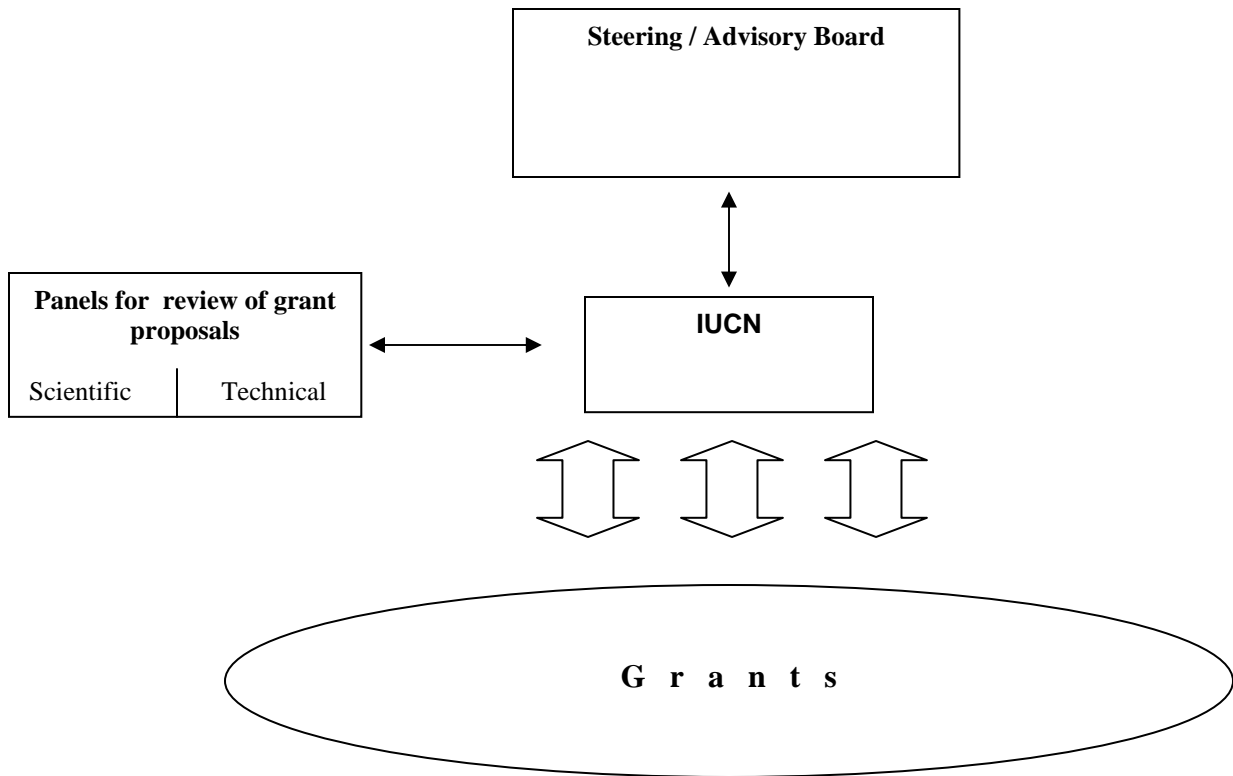 Steering / Advisory Board
Panels for review of grant
proposals
Scientific
Technical
IUCN
G r a n t s